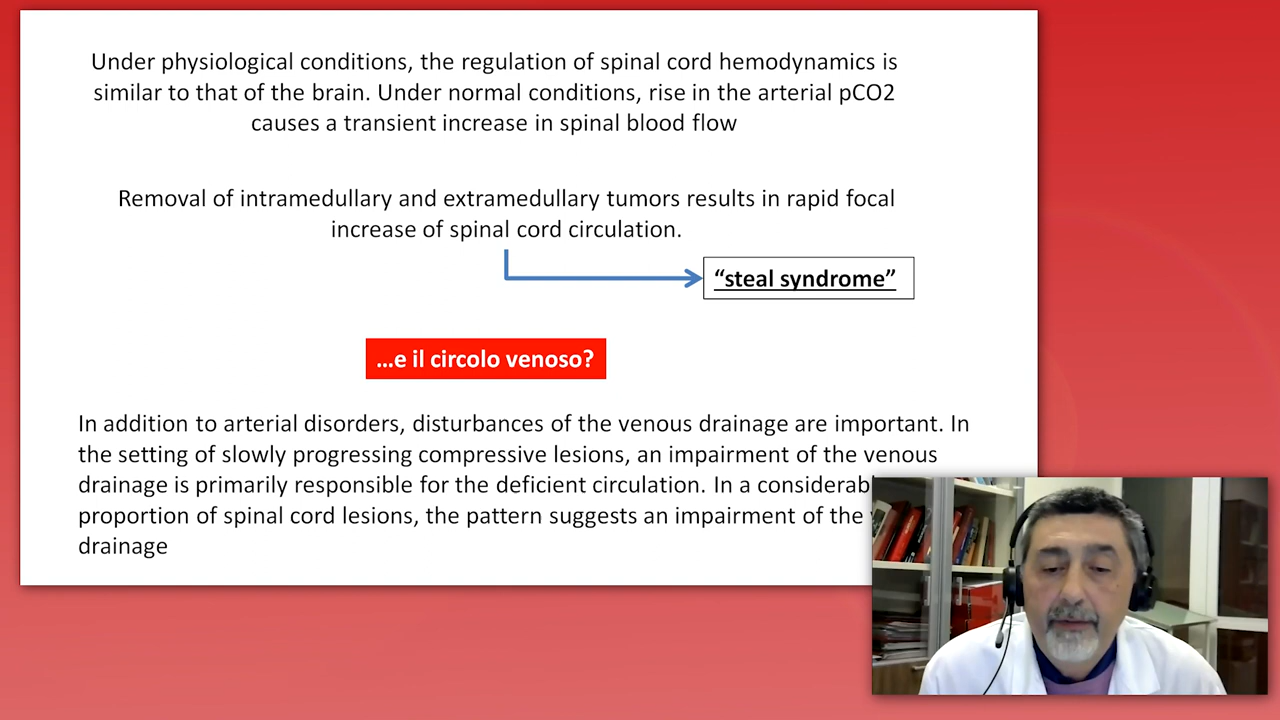 Under physiological conditions, the regulation of spinal cord hemodynamics is
similar to that of the brain. Under normal conditions, rise in the arterial pCO2
causes a transient increase in spinal blood flow
Removal of intramedullary and extramedullary tumors results in rapid focal
increase of spinal cord circulation.
“steal syndrome”
...e il circolo venoso?
In addition to arterial disorders, disturbances of the venous drainage are important. In
the setting of slowly progressing compressive lesions, an impairment of the venous
drainage is primarily responsible for the deficient circulation. In a
proportion of spinal cord lesions, the pattern suggests an impairment of the
drainage